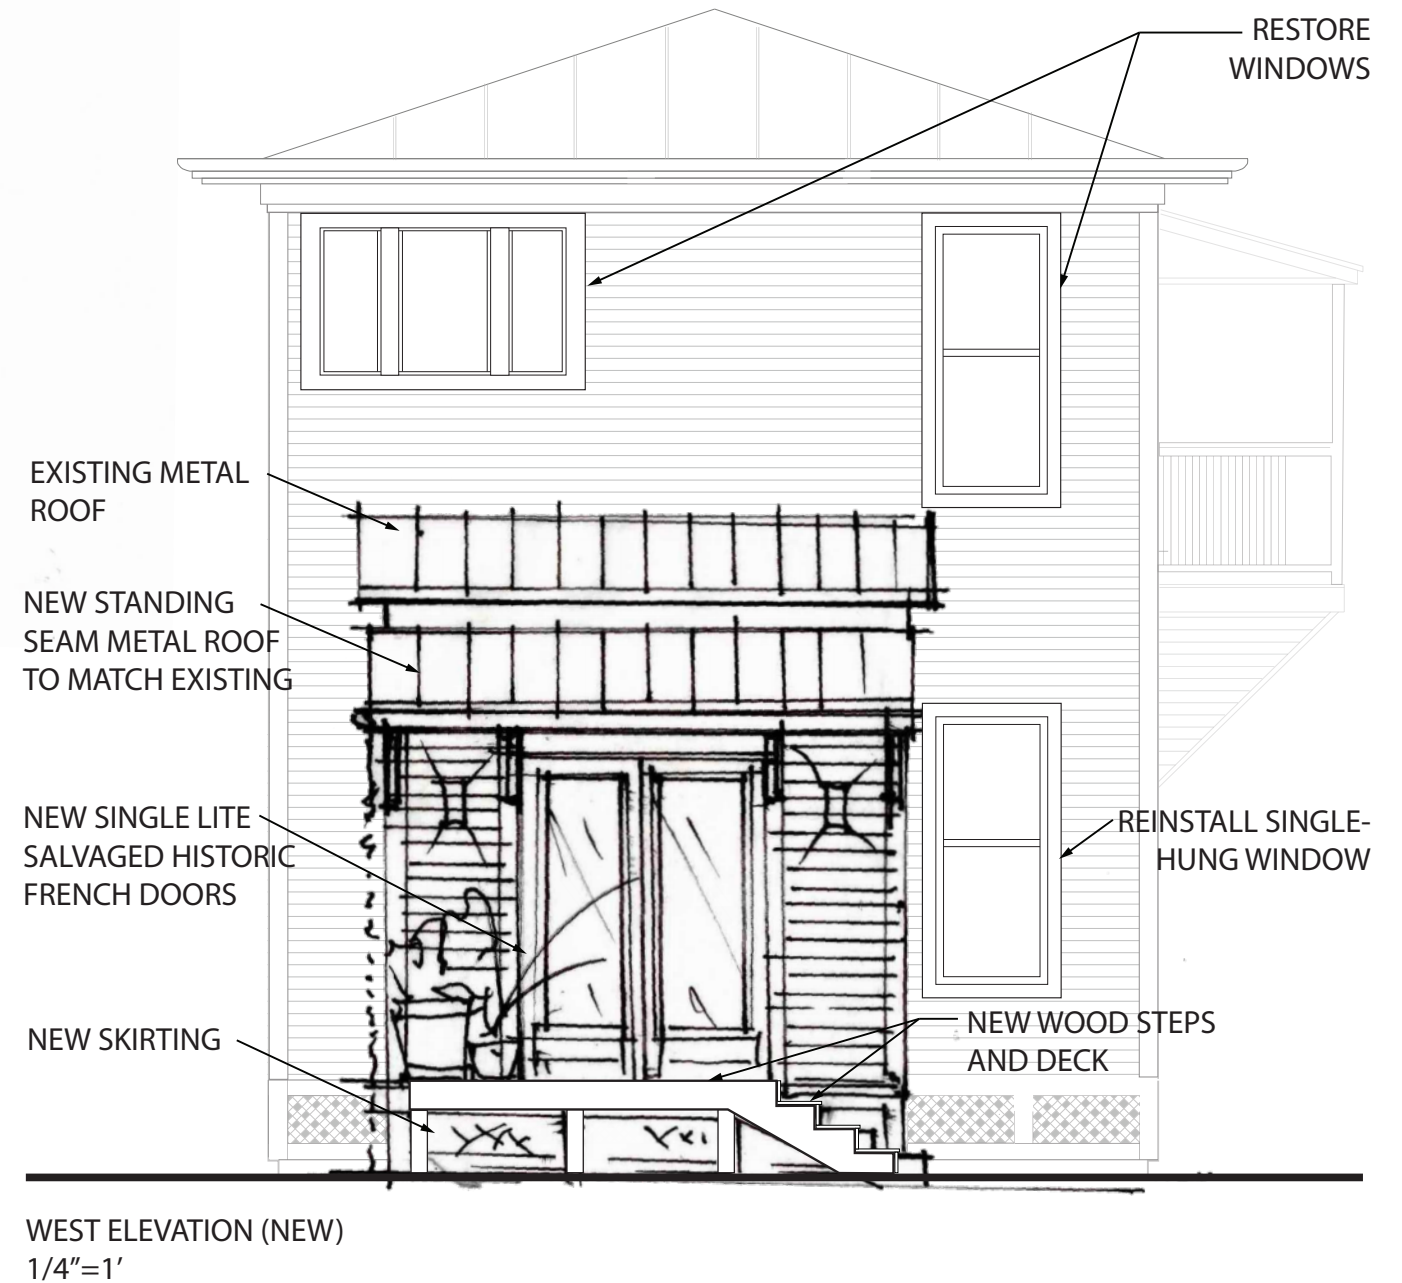 RESTORE
WINDOWS
EXISTING METAL
ROOF
NEW STANDING
SEAM METAL ROOF
TO MATCH EXISTING
NEW SINGLE LITE
SALVAGED HISTORIC
FRENCH DOORS
REINSTALL SINGLE-
HUNG WINDOW
NEW SKIRTING
NEW WOOD STEPS
AND DECK
WEST ELEVATION (NEW)
1/4"=1'